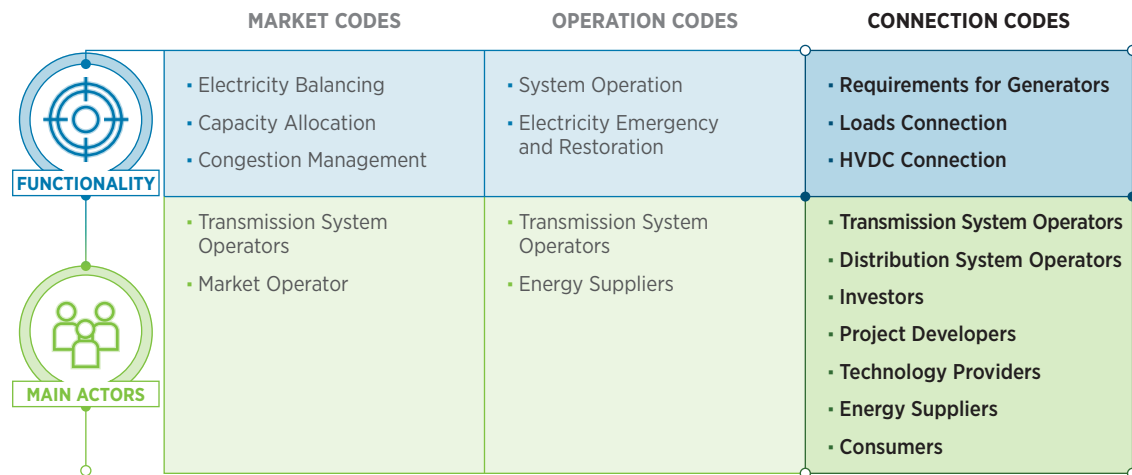 MARKET CODES
OPERATION CODES
CONNECTION CODES
FUNCTIONALITY
▪ Electricity Balancing
▪ Capacity Allocation
▪ Congestion Management
▪ System Operation
▪ Electricity Emergency
and Restoration
▪ Requirements for Generators
▪ Loads Connection
▪ HVDC Connection
MAIN ACTORS
▪ Transmission System
Operators
▪ Market Operator
▪ Transmission System
Operators
▪ Energy Suppliers
▪ Transmission System Operators
▪ Distribution System Operators
▪ Investors
▪ Project Developers
▪ Technology Providers
▪ Energy Suppliers
▪ Consumers